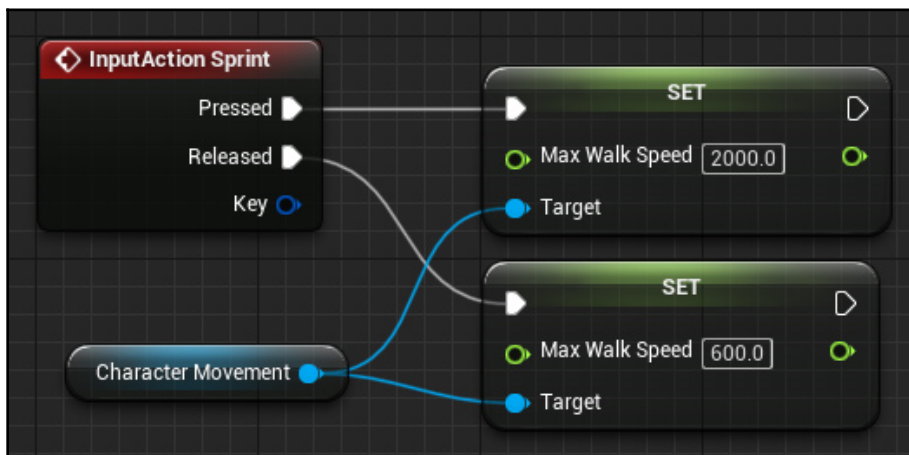 InputAction Sprint
Pressed
Released
Key
SET
Max Walk Speed 2000.0
Target
SET
Max Walk Speed 600.0
Target
Character Movement